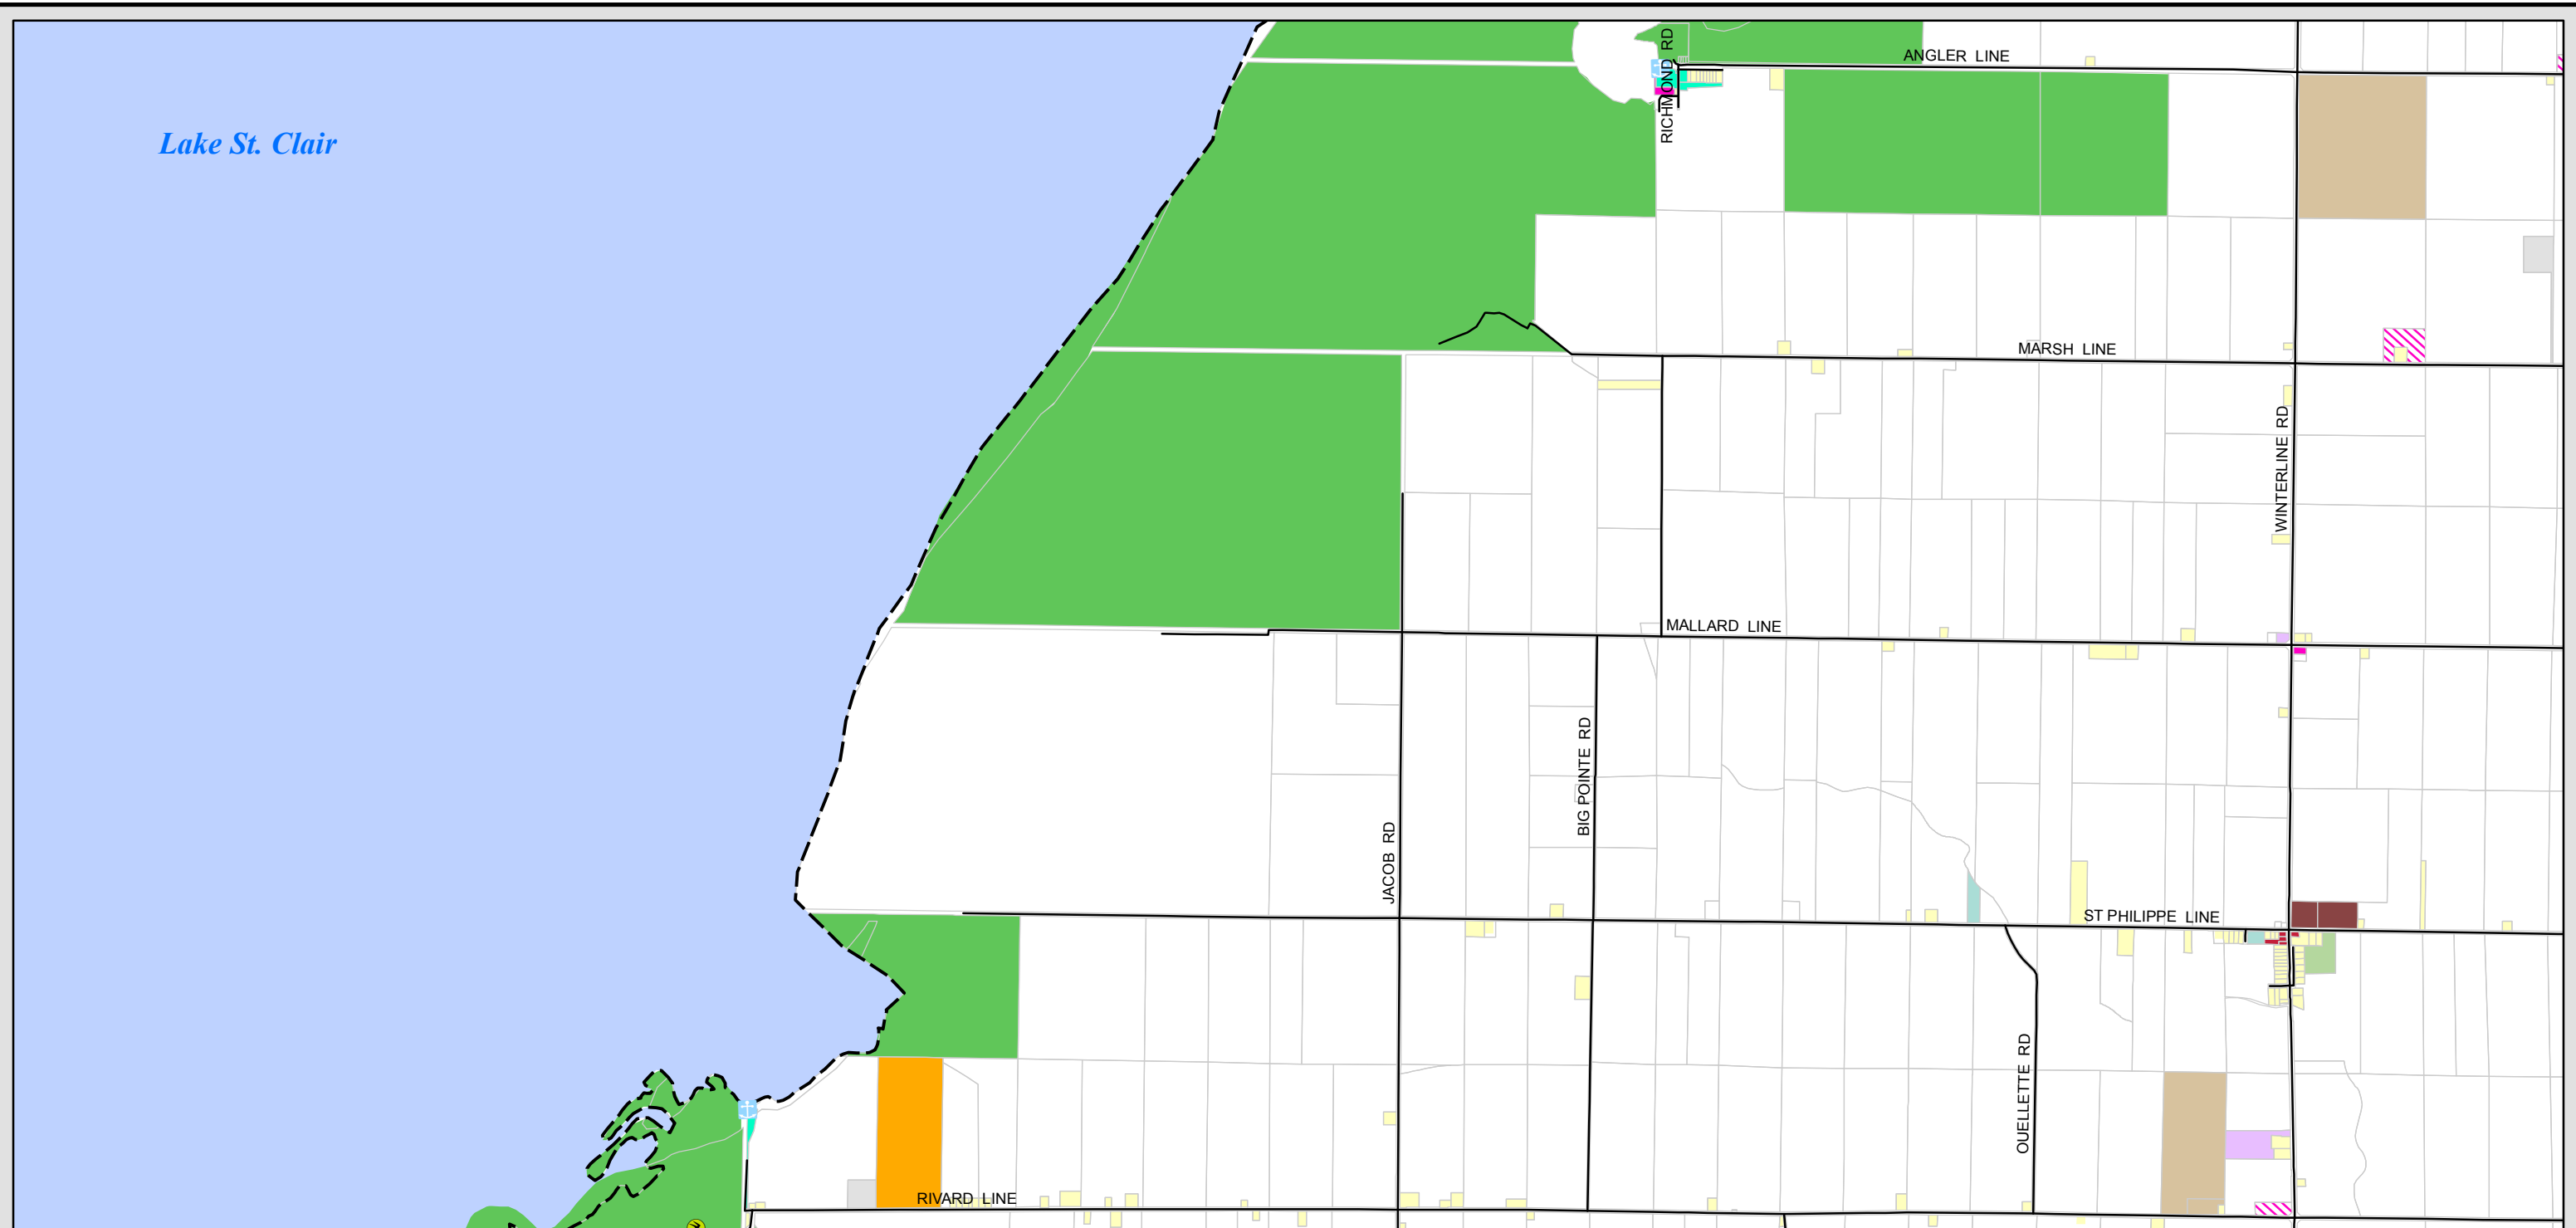 RICHMOND RD
ANGLER LINE
Lake St. Clair
MARSH LINE
WINTERLINE RD
MALLARD LINE
BIG POINTE RD
JACOB RD
ST PHILIPPE LINE
OUELLETTE RD
RIVARD LINE